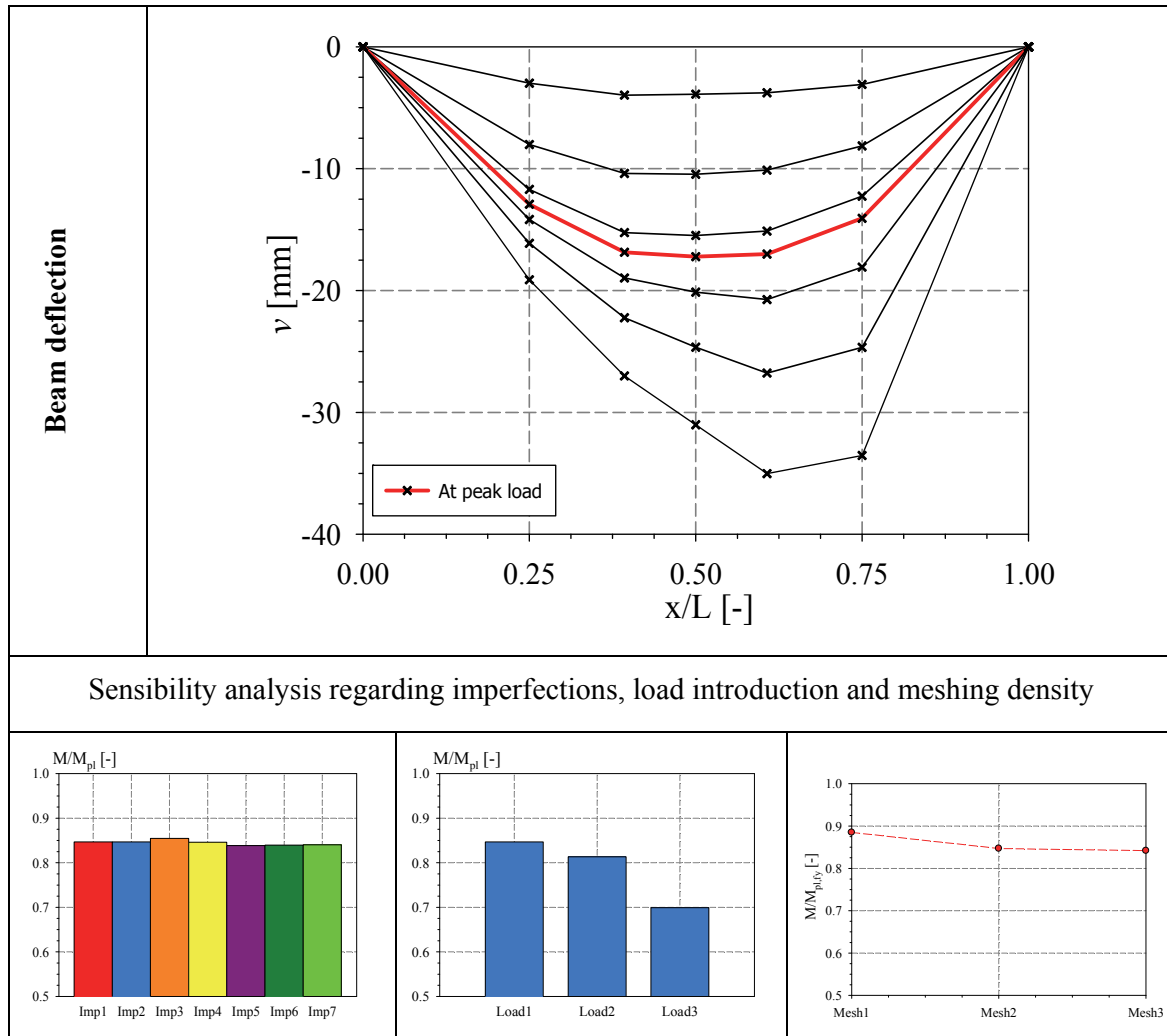 Beam deflection
0
-10
-20
-30
-40
v [mm]
At peak load
0.00 0.25 0.50 0.75 1.00
x/L [-]
Sensibility analysis regarding imperfections, load introduction and meshing density
M/Mpl [-]
1.0
0.9
0.8
0.7
0.6
0.5
Imp1 Imp2 Imp3 Imp4 Imp5 Imp6 Imp7
M/Mpl [-]
1.0
0.9
0.8
0.7
0.6
0.5
Load1 Load2 Load3
M/Mpl,fy [-]
1.0
0.9
0.8
0.7
0.6
0.5
Mesh1 Mesh2 Mesh3